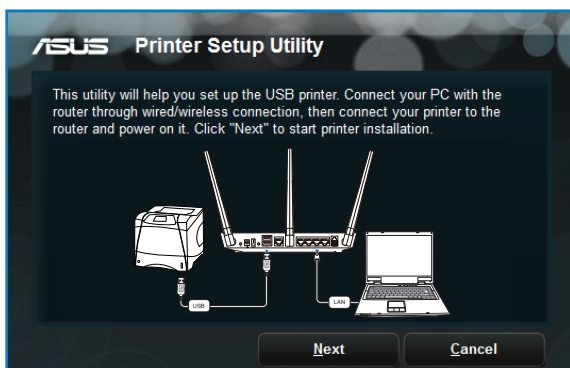 ASUS Printer Setup Utility
This utility will help you set up the USB printer. Connect your PC with the
router through wired/wireless connection, then connect your printer to the
router and power on it. Click "Next" to start printer installation.
USB
LAN
Next
Cancel